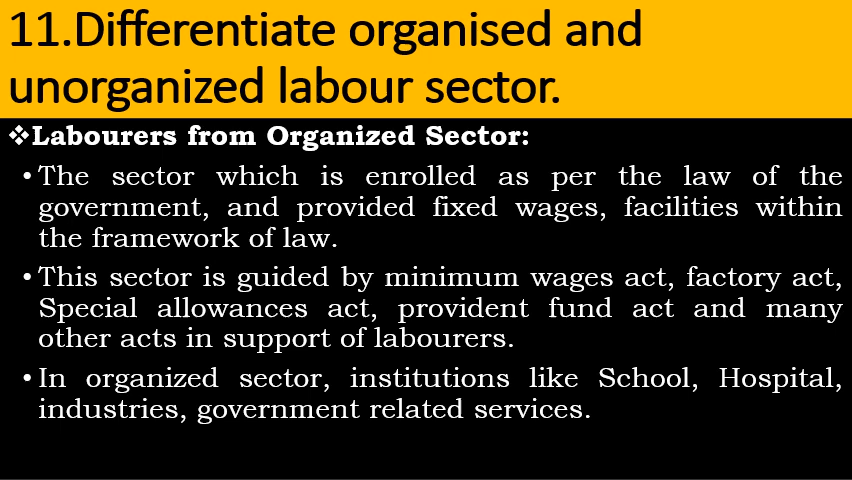 11.Differentiate organised and
unorganized labour sector.
❖Labourers from Organized Sector:
• The sector which is enrolled as per the law of the
government, and provided fixed wages, facilities within
the framework of law.
• This sector is guided by minimum wages act, factory act,
Special allowances act, provident fund act and many
other acts in support of labourers.
• In organized sector, institutions like School, Hospital,
industries, government related services.